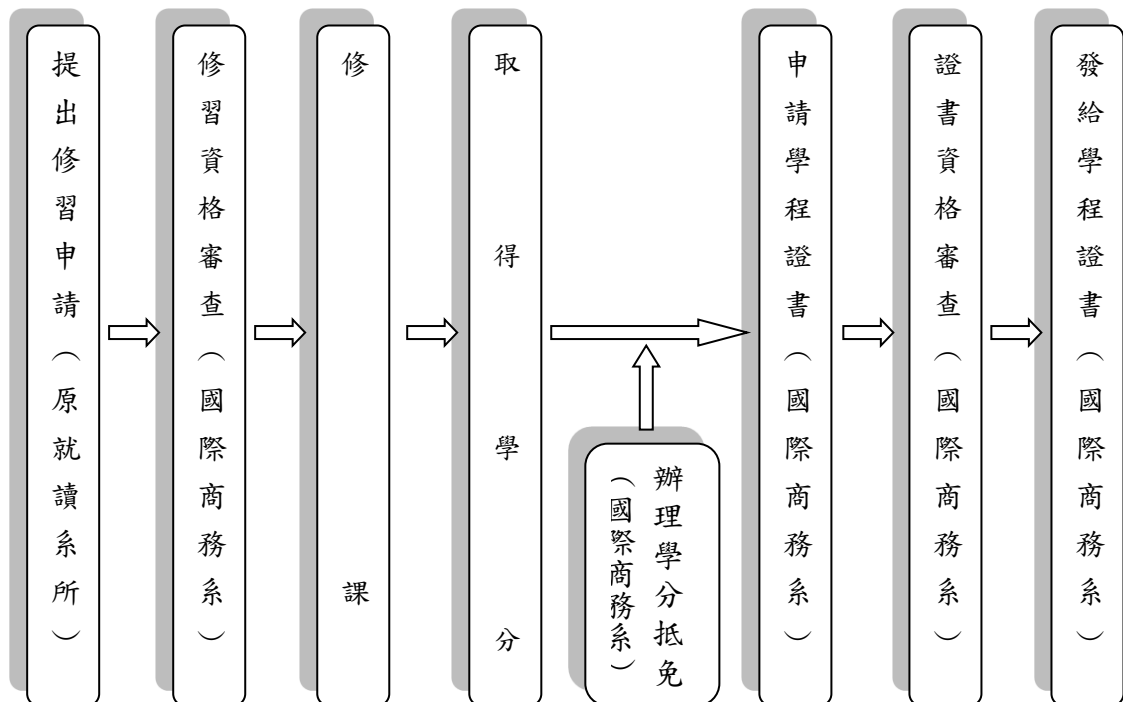 提出修習申請（原就讀系所）
修習資格審查（國際商務系）
修課
取得學分
辦理學分抵免
（國際商務系）
申請學程證書（國際商務系）
證書資格審查（國際商務系）
發給學程證書（國際商務系）